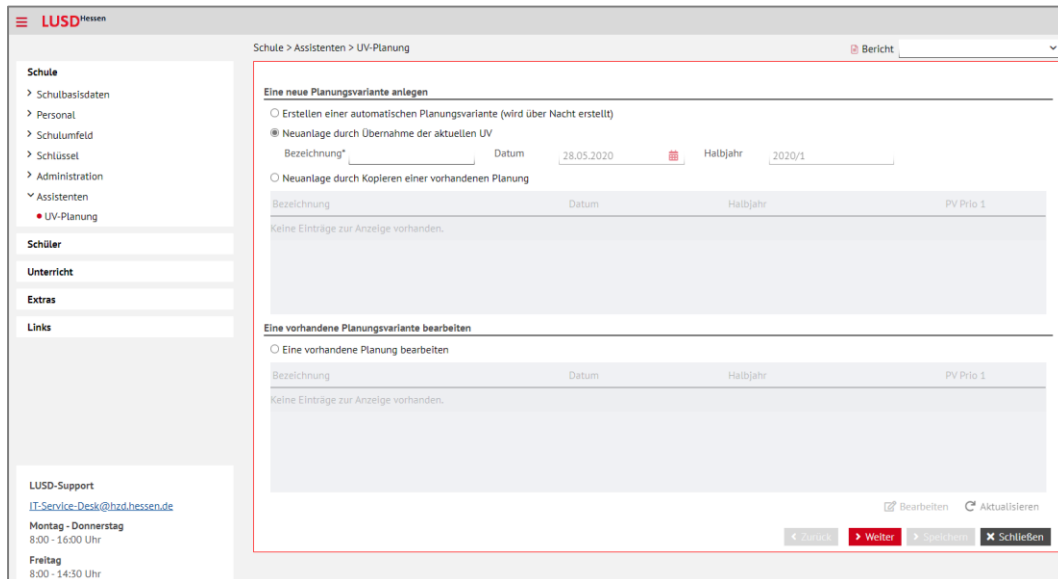 LUSD Hessen
Schule > Assistenten > UV-Planung
Bericht
Schule
> Schulbasisdaten
> Personal
> Schulumfeld
> Schlüssel
> Administration
Assistenten
UV-Planung
Schüler
Unterricht
Extras
Links
LUSD-Support
IT-Service-Desk@hzd.hessen.de
Montag - Donnerstag
8:00 - 16:00 Uhr
Freitag
8:00 - 14:30 Uhr
Eine neue Planungsvariante anlegen
Erstellen einer automatischen Planungsvariante (wird über Nacht erstellt)
Neuanlage durch Übernahme der aktuellen UV
Bezeichnung* Datum 28.05.2020 Halbjahr 2020/1
Neuanlage durch Kopieren einer vorhandenen Planung
Bezeichnung Datum Halbjahr PV Prio 1
Keine Einträge zur Anzeige vorhanden.
Eine vorhandene Planungsvariante bearbeiten
Eine vorhandene Planung bearbeiten
Bezeichnung Datum Halbjahr PV Prio 1
Keine Einträge zur Anzeige vorhanden.
Bearbeiten Aktualisieren
< Zurück > Weiter > Speichern X Schließen